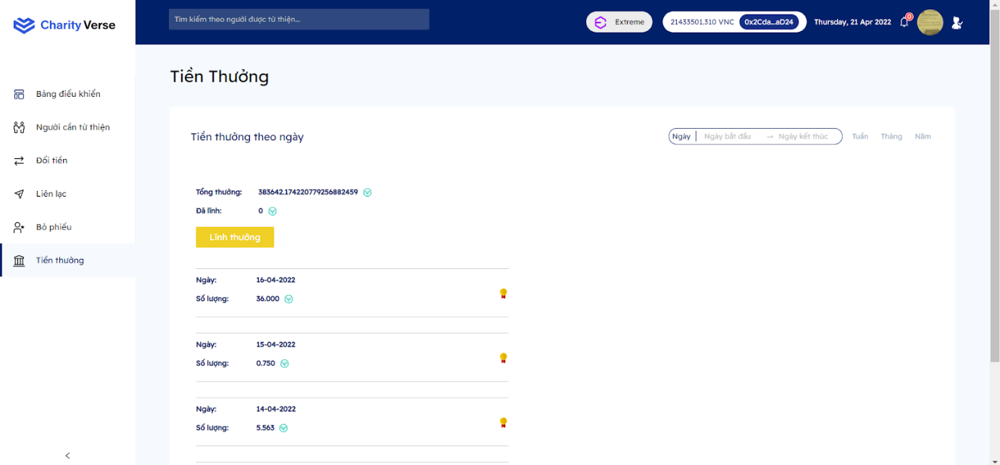 Charity Verse
Tìm kiếm theo người được từ thiện...
Extreme
21433501.310 VNC 0x2Cda...aD24
Thursday, 21 Apr 2022
0
Bảng điều khiển
Người cần từ thiện
Đổi tiền
Liên lạc
Bỏ phiếu
Tiền thưởng
Tiền Thưởng
Tiền thưởng theo ngày
Ngày Ngày bắt đầu → Ngày kết thúc Tuần Tháng Năm
Tổng thưởng: 383642.174220779256882459
Đã lĩnh: 0
Lĩnh thưởng
Ngày: 16-04-2022
Số lượng: 36.000
Ngày: 15-04-2022
Số lượng: 0.750
Ngày: 14-04-2022
Số lượng: 5.563